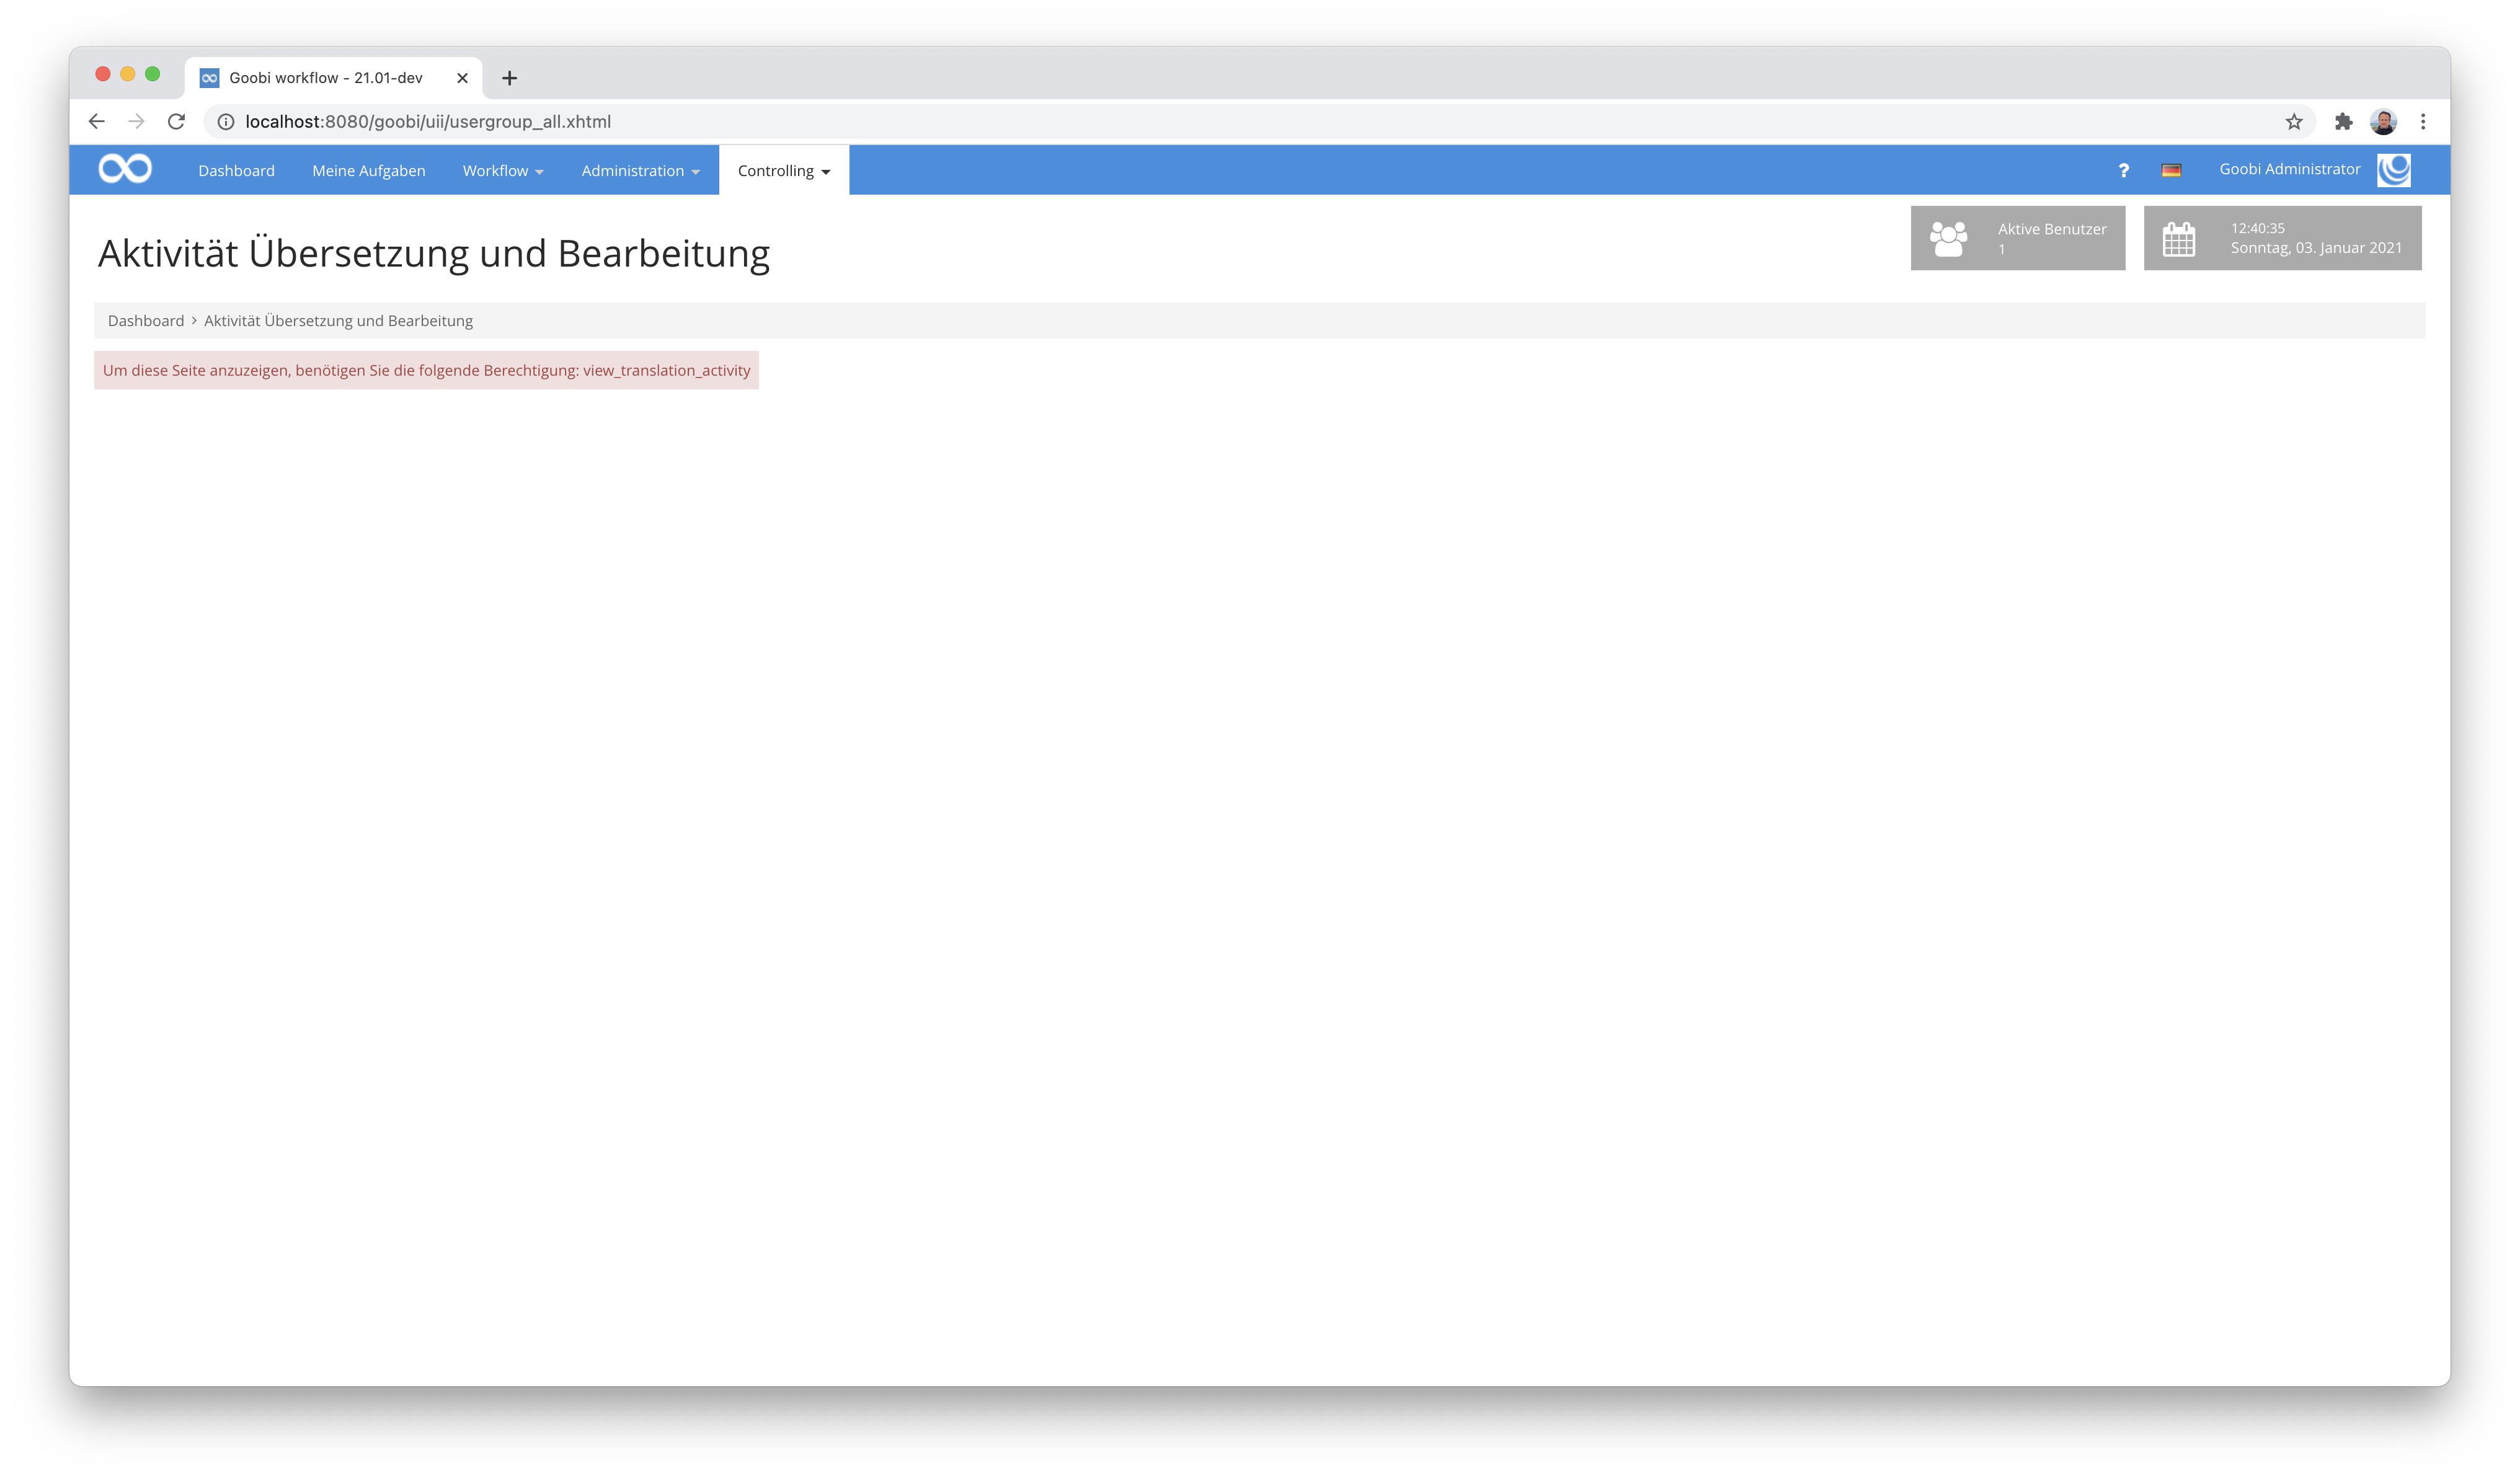 Goobi workflow - 21.01-dev
localhost:8080/goobi/uii/usergroup_all.xhtml
Dashboard Meine Aufgaben Workflow Administration Controlling ? Goobi Administrator
Aktivität Übersetzung und Bearbeitung
Aktive Benutzer
1
12:40:35
Sonntag, 03. Januar 2021
Dashboard > Aktivität Übersetzung und Bearbeitung
Um diese Seite anzuzeigen, benötigen Sie die folgende Berechtigung: view_translation_activity